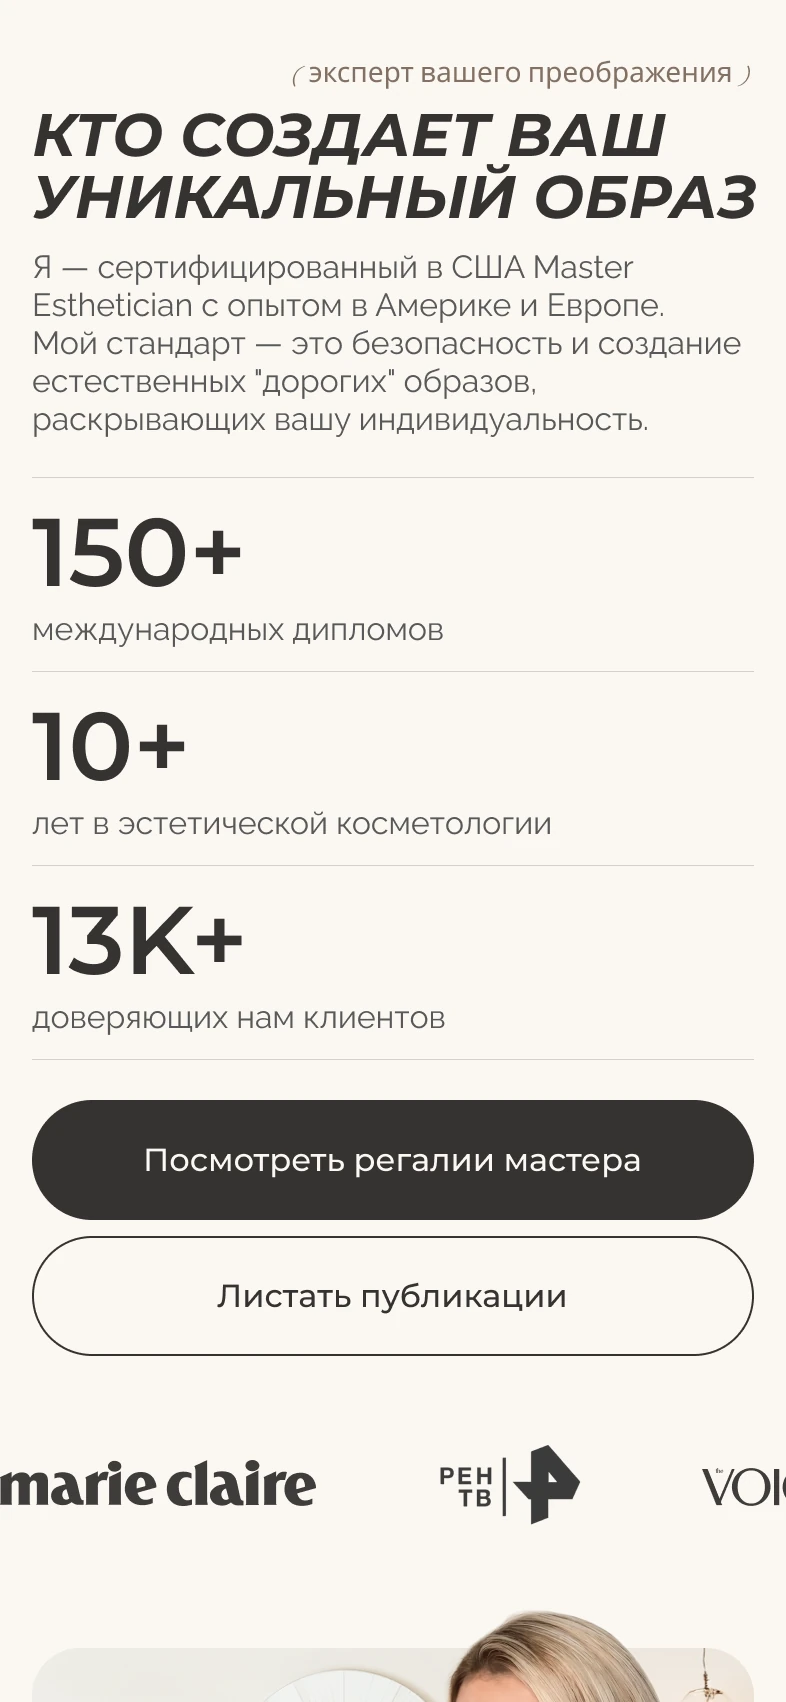 ( эксперт вашего преображения )
КТО СОЗДАЕТ ВАШ
УНИКАЛЬНЫЙ ОБРАЗ
Я — сертифицированный в США Master
Esthetician с опытом в Америке и Европе.
Мой стандарт — это безопасность и создание
естественных "дорогих" образов,
раскрывающих вашу индивидуальность.
150+
международных дипломов
10+
лет в эстетической косметологии
13K+
доверяющих нам клиентов
Посмотреть регалии мастера
Листать публикации
marie claire
РЕН
ТВ
the